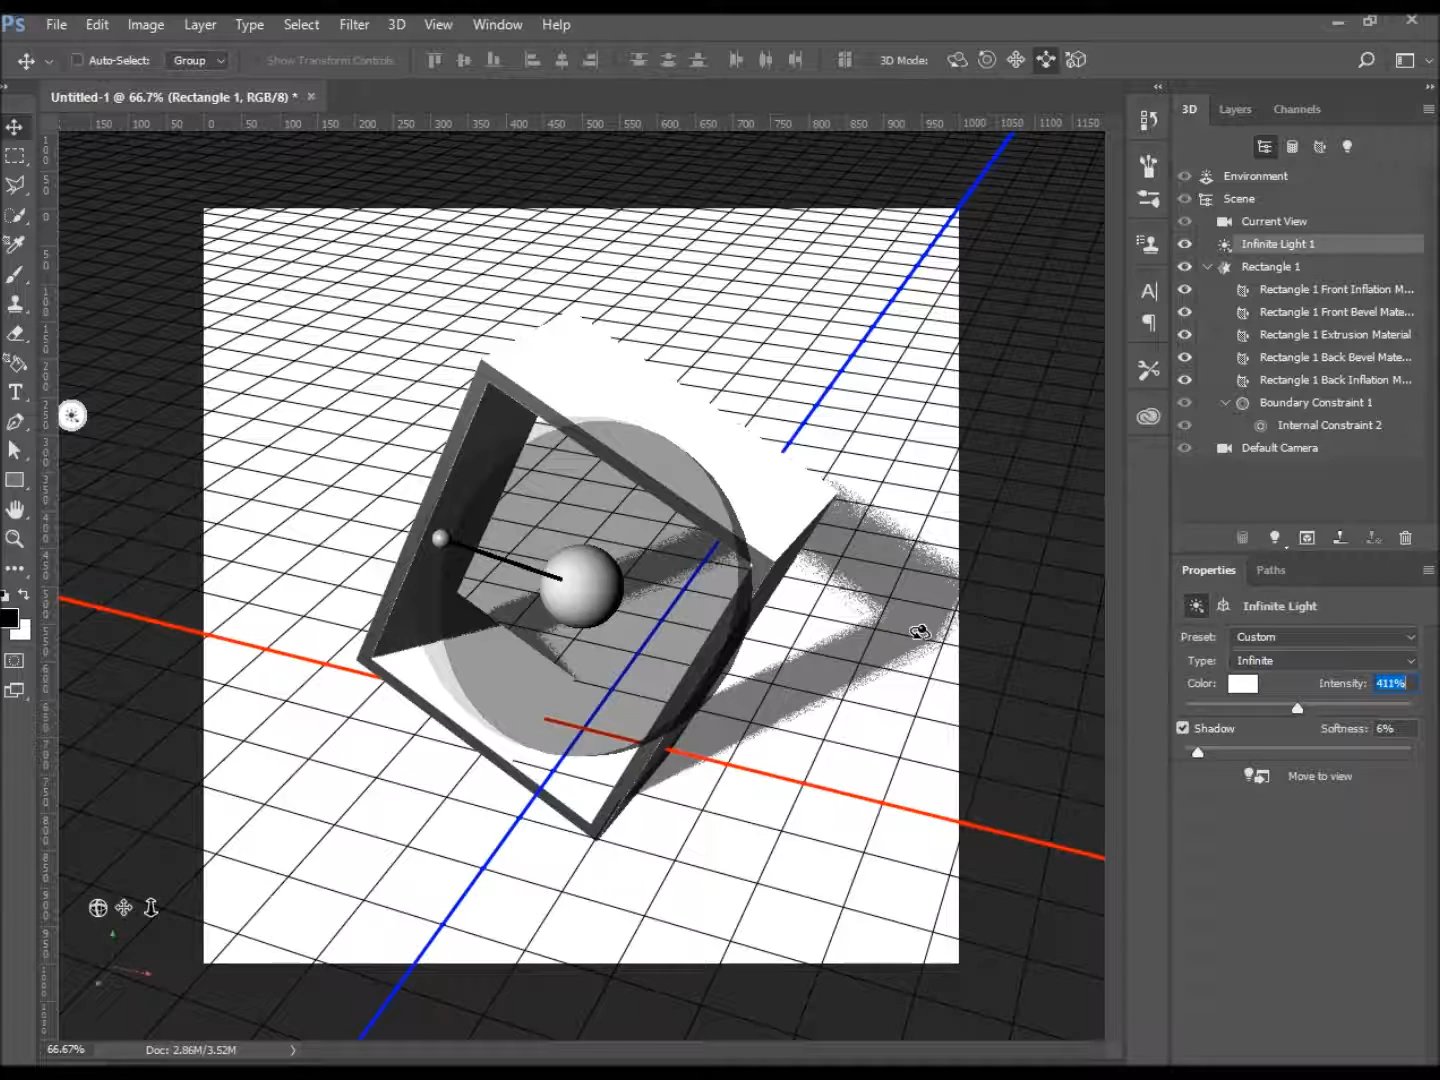 Ps File Edit Image Layer Type Select Filter 3D View Window Help
Auto-Select: Group Show Transform Controls 3D Mode:
Untitled-1 @ 66.7% (Rectangle 1, RGB/8) * ×
150 100 50 0 50 100 150 200 250 300 350 400 450 500 550 600 650 700 750 800 850 900 950 1000 1050 1100 1150
3D Layers Channels
Environment
Scene
Current View
Infinite Light 1
Rectangle 1
Rectangle 1 Front Inflation M...
Rectangle 1 Front Bevel Mate...
Rectangle 1 Extrusion Material
Rectangle 1 Back Bevel Mate...
Rectangle 1 Back Inflation M...
Boundary Constraint 1
Internal Constraint 2
Default Camera
Properties Paths
Infinite Light
Preset: Custom
Type: Infinite
Color: Intensity: 411%
Shadow Softness: 6%
Move to view
66.67% Doc: 2.86M/3.52M